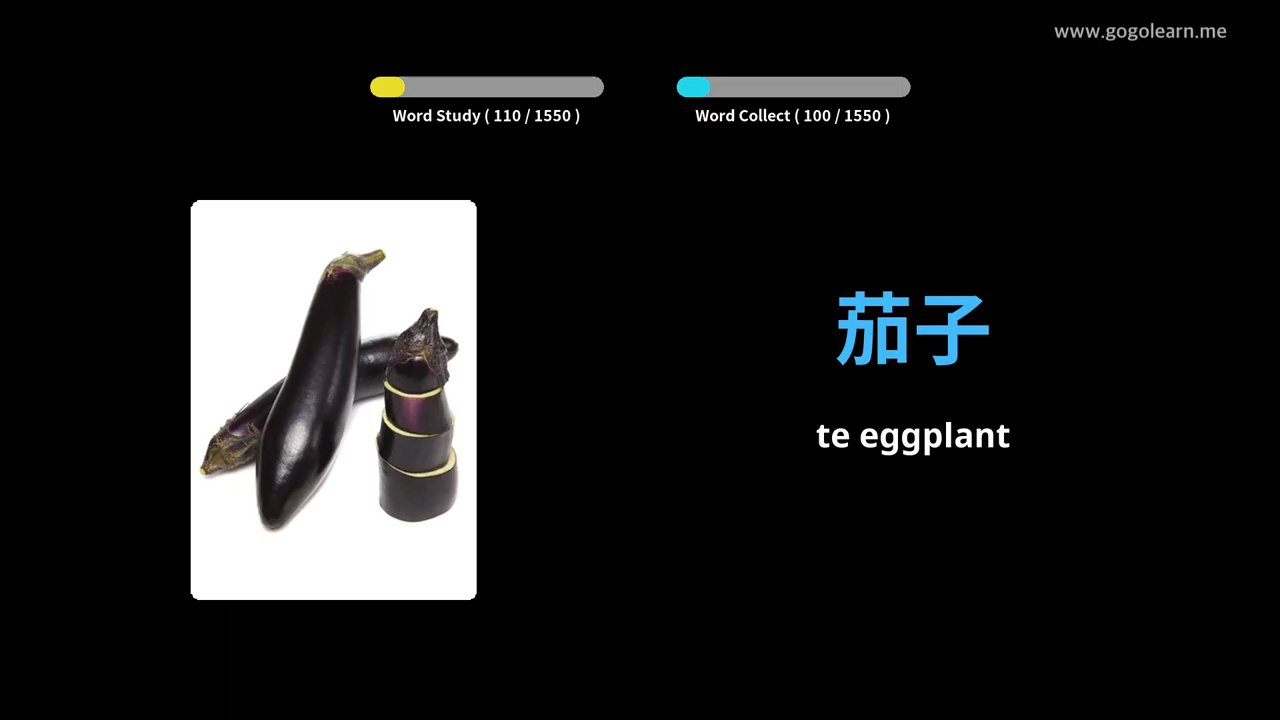 www.gogolearn.me
Word Study ( 110 / 1550 )
Word Collect ( 100 / 1550 )
茄子
te eggplant